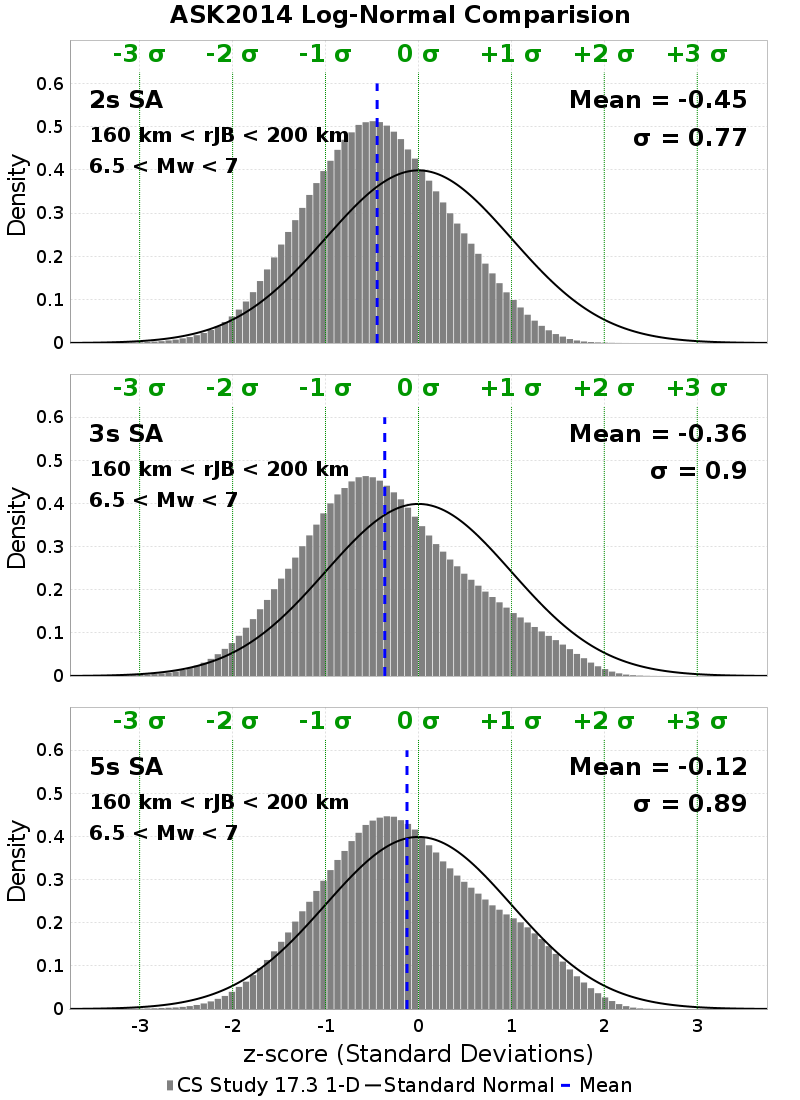 ASK2014 Log-Normal Comparision
-3 σ -2 σ -1 σ 0 σ +1 σ +2 σ +3 σ
0.6
2s SA Mean = -0.45
0.5
160 km < rJB < 200 km σ = 0.77
6.5 < Mw < 7
0.4
0.3
0.2
0.1
0
Density
-3 σ -2 σ -1 σ 0 σ +1 σ +2 σ +3 σ
0.6
3s SA Mean = -0.36
0.5
160 km < rJB < 200 km σ = 0.9
6.5 < Mw < 7
0.4
0.3
0.2
0.1
0
Density
-3 σ -2 σ -1 σ 0 σ +1 σ +2 σ +3 σ
0.6
5s SA Mean = -0.12
0.5
160 km < rJB < 200 km σ = 0.89
6.5 < Mw < 7
0.4
0.3
0.2
0.1
0
Density
-3 -2 -1 0 1 2 3
z-score (Standard Deviations)
CS Study 17.3 1-D Standard Normal Mean